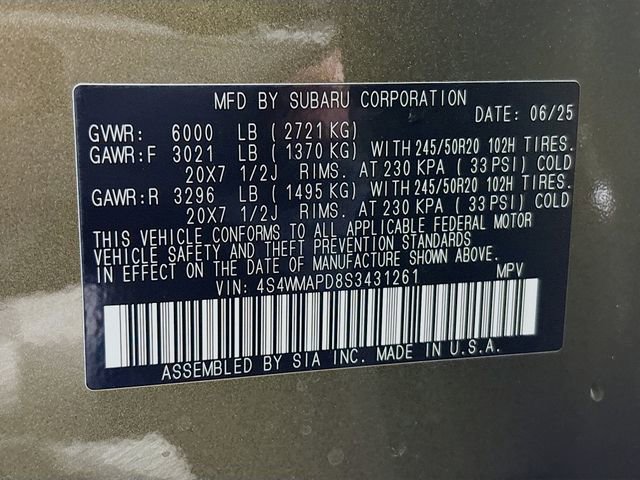 MFD BY SUBARU CORPORATION
DATE: 06/25
GVWR: 6000 LB (2721 KG)
GAWR:F 3021 LB (1370 KG) WITH 245/50R20 102H TIRES.
20X7 1/2J RIMS. AT 230 KPA ( 33 PSI) COLD
GAWR:R 3296 LB (1495 KG) WITH 245/50R20 102H TIRES.
20X7 1/2J RIMS. AT 230 KPA ( 33 PSI) COLD
THIS VEHICLE CONFORMS TO ALL APPLICABLE FEDERAL MOTOR
VEHICLE SAFETY AND THEFT PREVENTION STANDARDS
IN EFFECT ON THE DATE OF MANUFACTURE SHOWN ABOVE.
VIN: 4S4WMAPD8S3431261 MPV
ASSEMBLED BY SIA INC. MADE IN U.S.A.